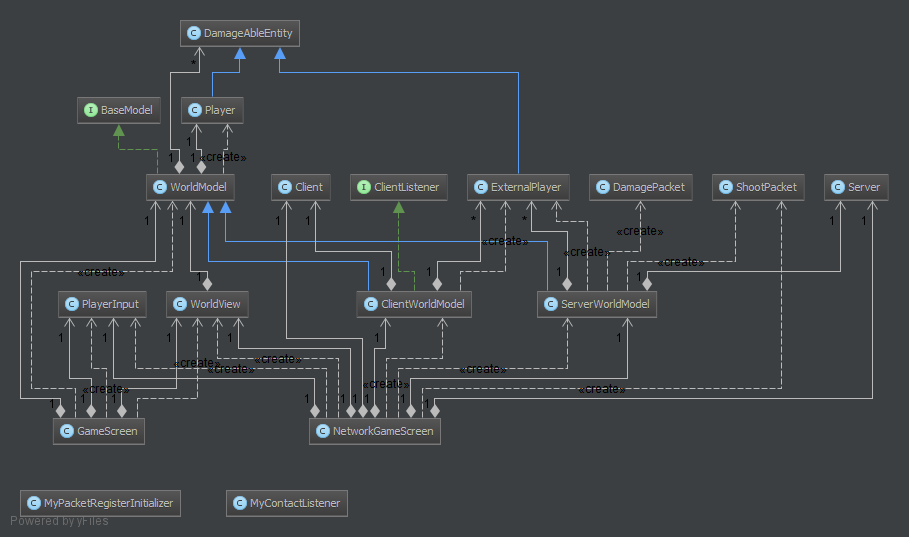 DamageAbleEntity
*
BaseModel
Player
1
1
1
«create»
WorldModel
Client
ClientListener
ExternalPlayer
DamagePacket
ShootPacket
Server
1
1
1
1
*
*
1
1
«create»
«create»
«create»
1
1
1
1
1
PlayerInput
WorldView
ClientWorldModel
ServerWorldModel
1
1
1
1
1
1
«create»
«create»
«create»
«create»
«create»
«create»
1
1
1
1
1
1
1
1
1
1
GameScreen
NetworkGameScreen
MyPacketRegisterInitializer
MyContactListener
Powered by yFiles